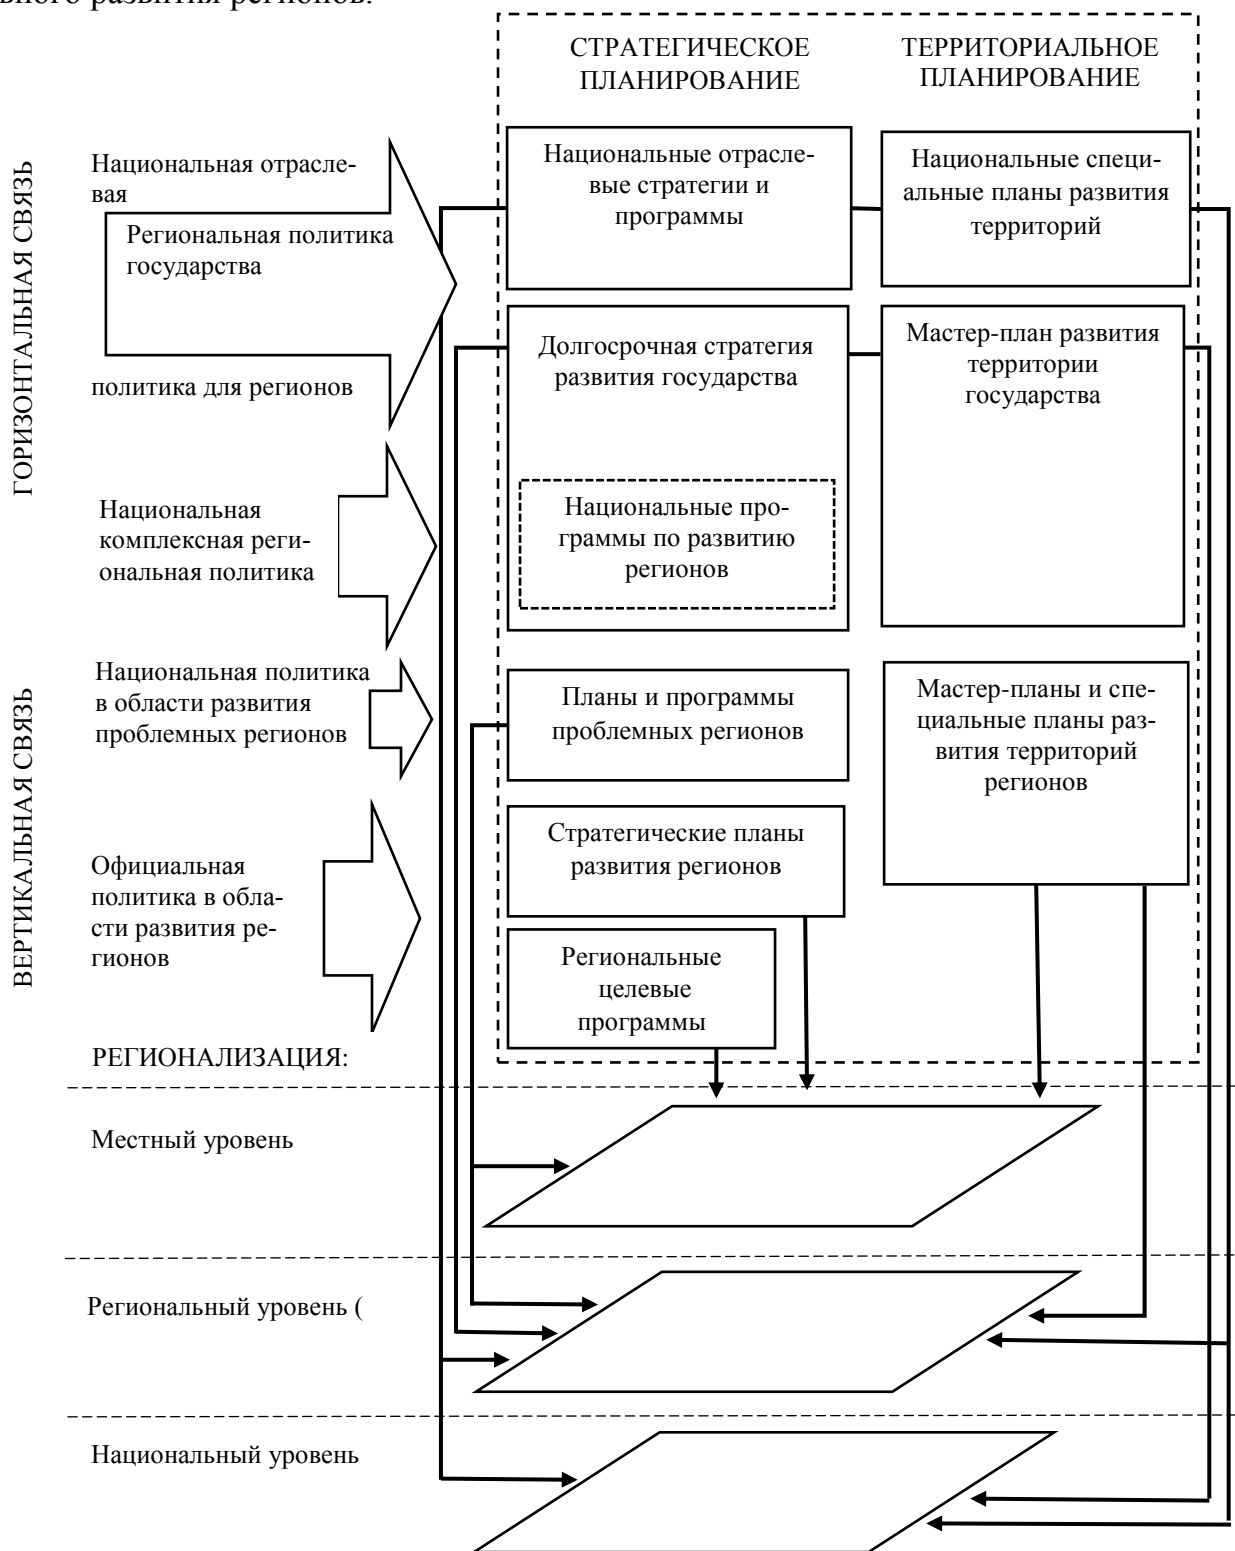 ьного развития регионов.
СТРАТЕГИЧЕСКОЕ
ПЛАНИРОВАНИЕ
ТЕРРИТОРИАЛЬНОЕ
ПЛАНИРОВАНИЕ
ГОРИЗОНТАЛЬНАЯ СВЯЗЬ
Национальная отрасле-
вая
Региональная политика
государства
политика для регионов
Национальные отрасле-
вые стратегии и
программы
Национальные специ-
альные планы развития
территорий
Долгосрочная стратегия
развития государства
Мастер-план развития
территории
государства
Национальная
комплексная реги-
ональная политика
Национальные про-
граммы по развитию
регионов
ВЕРТИКАЛЬНАЯ СВЯЗЬ
Национальная политика
в области развития
проблемных регионов
Планы и программы
проблемных регионов
Мастер-планы и спе-
циальные планы раз-
вития территорий
регионов
Официальная
политика в обла-
сти развития ре-
гионов
Стратегические планы
развития регионов
Региональные
целевые
программы
РЕГИОНАЛИЗАЦИЯ:
Местный уровень
Региональный уровень (
Национальный уровень